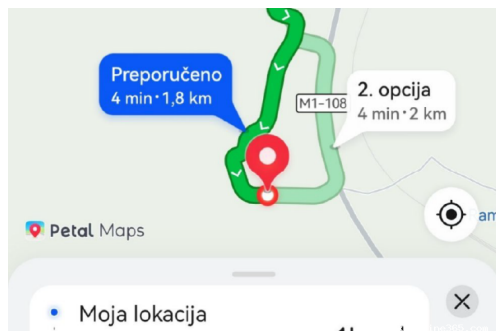 Preporučeno
4 min·1,8 km
M1-108
2. opcija
4 min·2 km
Petal Maps
Moja lokacija